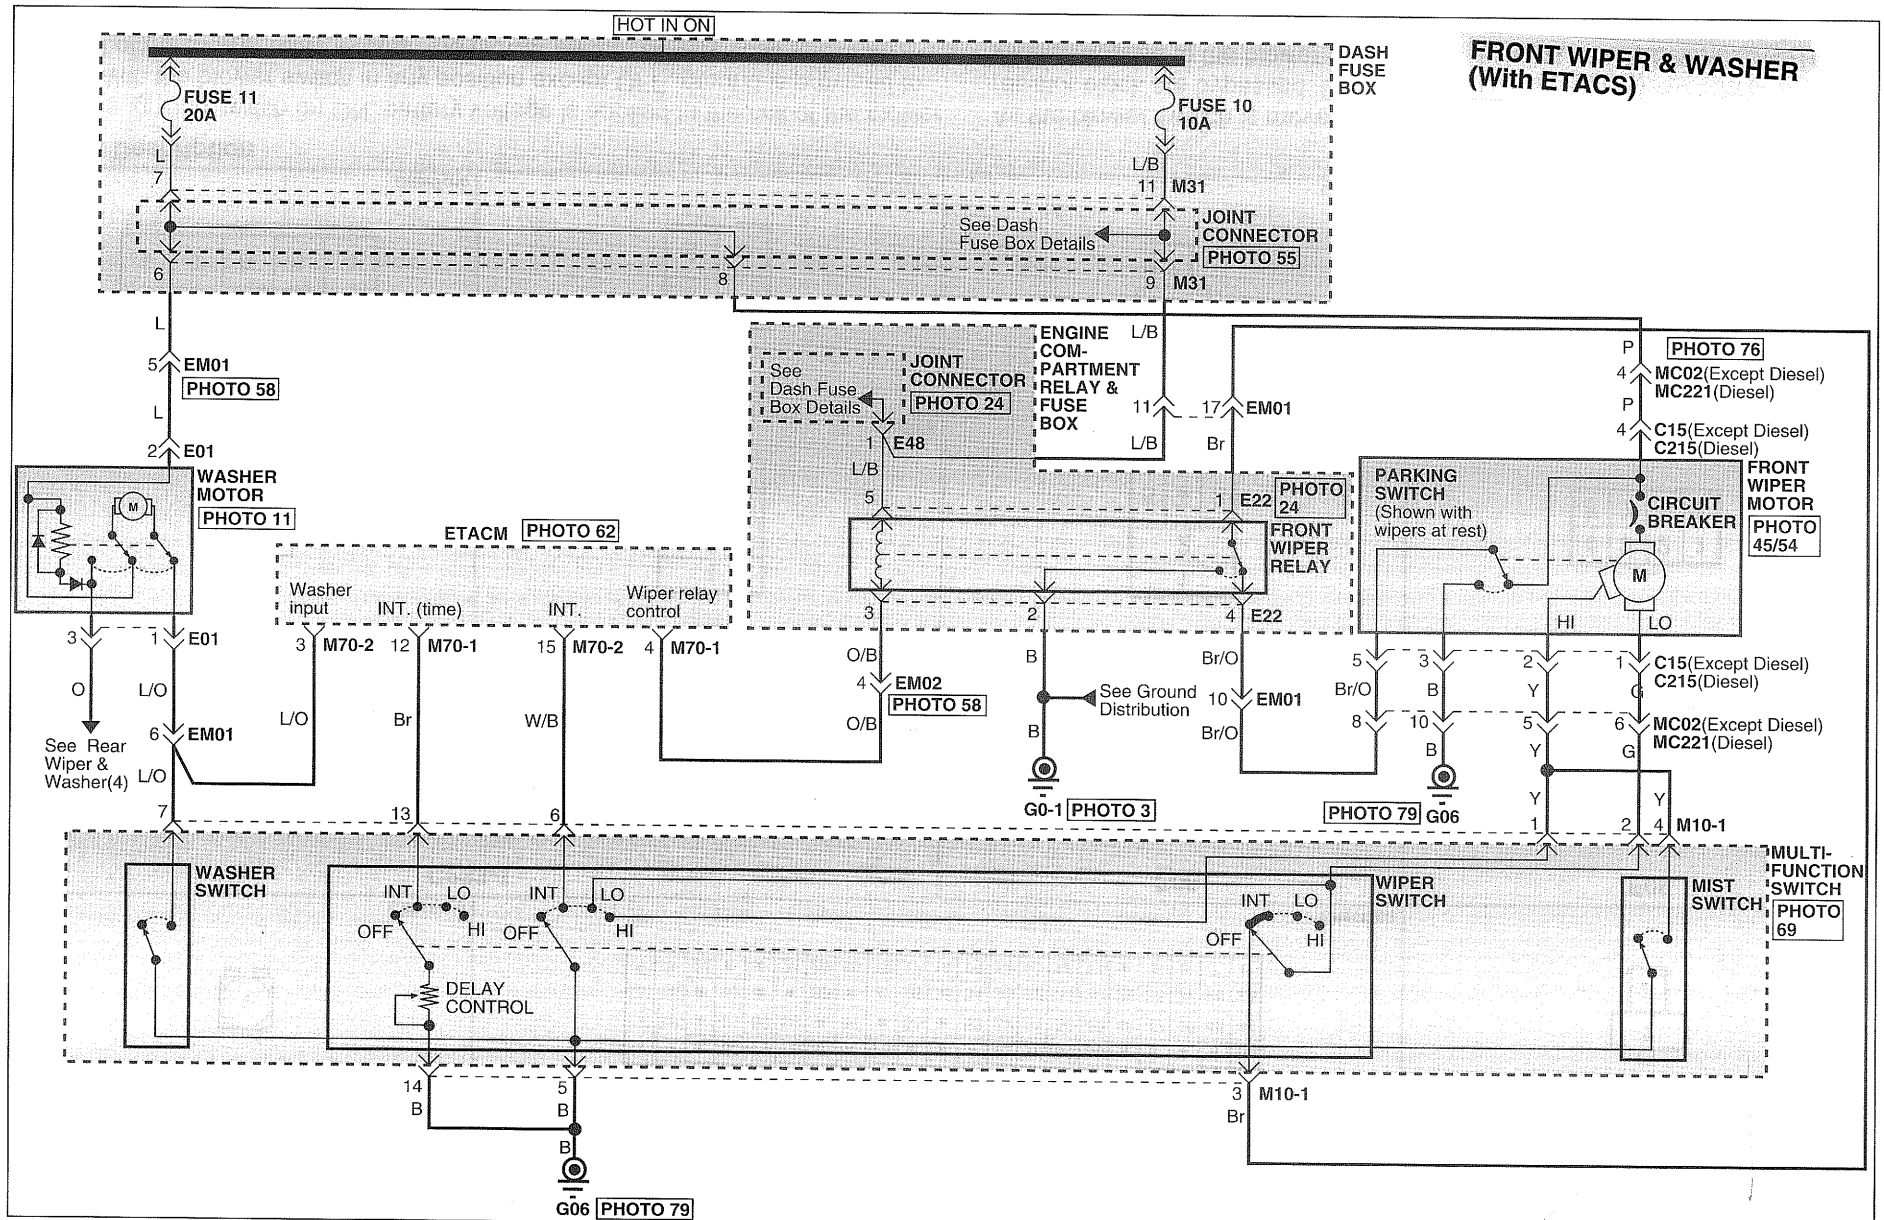 HOT IN ON
FRONT WIPER & WASHER
(With ETACS)
DASH
FUSE
BOX
FUSE 11
20A
FUSE 10
10A
L
7
L/B
11 M31
See Dash
Fuse Box Details
JOINT
CONNECTOR
PHOTO 55
6
8
9 M31
L
5 EM01
PHOTO 58
L
2 E01
WASHER
MOTOR
PHOTO 11
M
3
1 E01
O
L/O
6 EM01
See Rear
Wiper &
Washer(4)
L/O
7
ETACM
PHOTO 62
Washer
input
INT. (time)
INT.
Wiper relay
control
3 M70-2
12 M70-1
15 M70-2
4 M70-1
L/O
Br
W/B
13
6
ENGINE
COM-
PARTMENT
RELAY &
FUSE
BOX
See
Dash Fuse
Box Details
JOINT
CONNECTOR
PHOTO 24
1 E48
L/B
5
L/B
11
17 EM01
L/B
Br
1 E22
PHOTO
24
FRONT
WIPER
RELAY
3
2
4 E22
O/B
4 EM02
PHOTO 58
O/B
B
See Ground
Distribution
B
G0-1 PHOTO 3
Br/O
10 EM01
Br/O
P
PHOTO 76
4 MC02(Except Diesel)
MC221(Diesel)
P
4 C15(Except Diesel)
C215(Diesel)
PARKING
SWITCH
(Shown with
wipers at rest)
CIRCUIT
BREAKER
M
HI
LO
FRONT
WIPER
MOTOR
PHOTO
45/54
5
3
2
1 C15(Except Diesel)
C215(Diesel)
Br/O
B
Y
G
8
10
5
6 MC02(Except Diesel)
MC221(Diesel)
B
Y
G
PHOTO 79 G06
Y
Y
1
2
4 M10-1
WASHER
SWITCH
INT
LO
OFF
HI
DELAY
CONTROL
INT
LO
OFF
HI
INT
LO
OFF
HI
WIPER
SWITCH
MIST
SWITCH
MULTI-
FUNCTION
SWITCH
PHOTO
69
14
5
3 M10-1
B
B
Br
B
G06 PHOTO 79